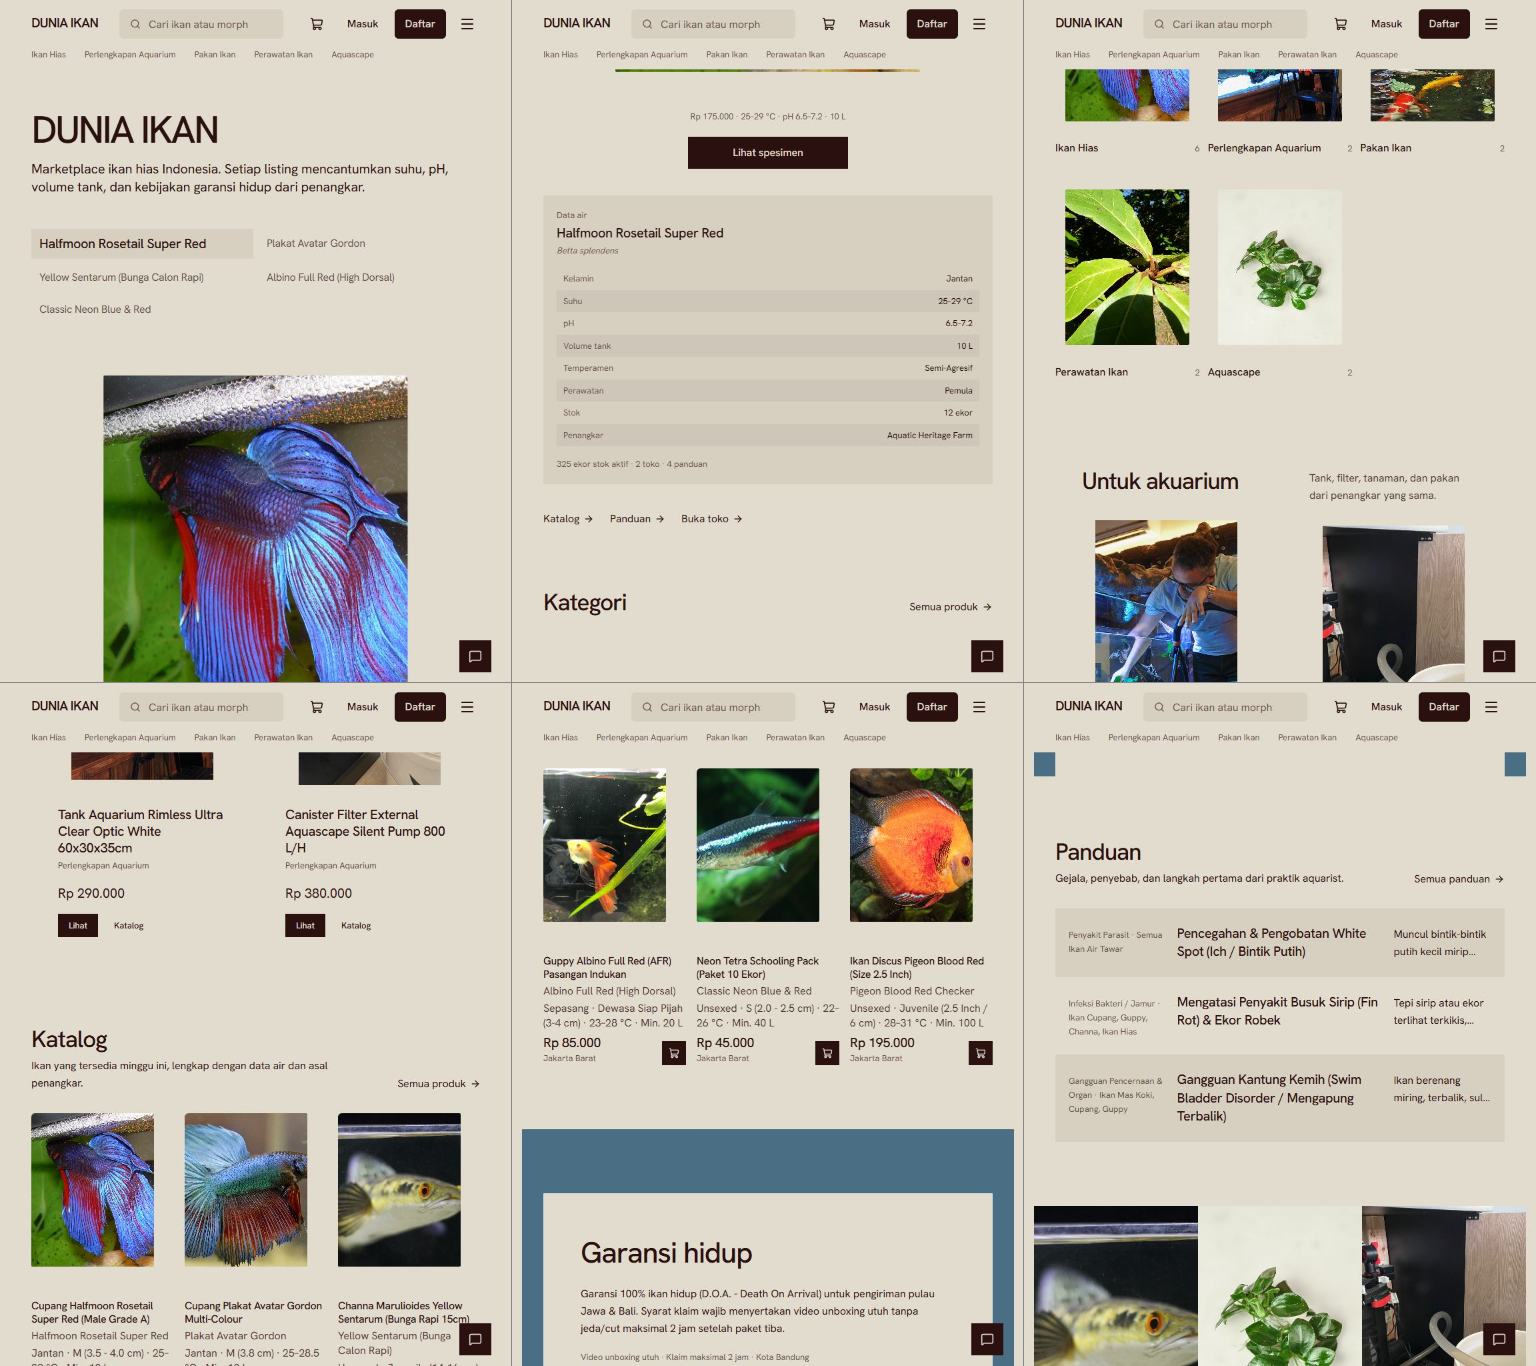 DUNIA IKAN
Cari ikan atau morph
Masuk
Daftar
Ikan Hias
Perlengkapan Aquarium
Pakan Ikan
Perawatan Ikan
Aquascape
DUNIA IKAN
Marketplace ikan hias Indonesia. Setiap listing mencantumkan suhu, pH,
volume tank, dan kebijakan garansi hidup dari penangkar.
Halfmoon Rosetail Super Red
Plakat Avatar Gordon
Yellow Sentarum (Bunga Calon Rapi)
Albino Full Red (High Dorsal)
Classic Neon Blue & Red
DUNIA IKAN
Cari ikan atau morph
Masuk
Daftar
Ikan Hias
Perlengkapan Aquarium
Pakan Ikan
Perawatan Ikan
Aquascape
Rp 175.000 · 25-29 °C · pH 6.5-7.2 · 10 L
Lihat spesimen
Data air
Halfmoon Rosetail Super Red
Betta splendens
Kelamin Jantan
Suhu 25-29 °C
pH 6.5-7.2
Volume tank 10 L
Temperamen Semi-Agresif
Perawatan Pemula
Stok 12 ekor
Penangkar Aquatic Heritage Farm
325 ekor stok aktif · 2 toko · 4 panduan
Katalog →
Panduan →
Buka toko →
Kategori
Semua produk →
DUNIA IKAN
Cari ikan atau morph
Masuk
Daftar
Ikan Hias
Perlengkapan Aquarium
Pakan Ikan
Perawatan Ikan
Aquascape
Ikan Hias 6
Perlengkapan Aquarium 2
Pakan Ikan 2
Perawatan Ikan 2
Aquascape 2
Untuk akuarium
Tank, filter, tanaman, dan pakan
dari penangkar yang sama.
DUNIA IKAN
Cari ikan atau morph
Masuk
Daftar
Ikan Hias
Perlengkapan Aquarium
Pakan Ikan
Perawatan Ikan
Aquascape
Tank Aquarium Rimless Ultra
Clear Optic White
60x30x35cm
Perlengkapan Aquarium
Rp 290.000
Lihat
Katalog
Canister Filter External
Aquascape Silent Pump 800
L/H
Perlengkapan Aquarium
Rp 380.000
Lihat
Katalog
Katalog
Ikan yang tersedia minggu ini, lengkap dengan data air dan asal
penangkar.
Semua produk →
Cupang Halfmoon Rosetail
Super Red (Male Grade A)
Halfmoon Rosetail Super Red
Jantan · M (3.5 - 4.0 cm) · 25–
Cupang Plakat Avatar Gordon
Multi-Colour
Plakat Avatar Gordon
Jantan · M (3.8 cm) · 25–28.5
Channa Marulioides Yellow
Sentarum (Bunga Rapi 15cm)
Yellow Sentarum (Bunga
Calon Rapi)
DUNIA IKAN
Cari ikan atau morph
Masuk
Daftar
Ikan Hias
Perlengkapan Aquarium
Pakan Ikan
Perawatan Ikan
Aquascape
Guppy Albino Full Red (AFR)
Pasangan Indukan
Albino Full Red (High Dorsal)
Sepasang · Dewasa Siap Pijah
(3-4 cm) · 23–28 °C · Min. 20 L
Rp 85.000
Jakarta Barat
Neon Tetra Schooling Pack
(Paket 10 Ekor)
Classic Neon Blue & Red
Unsexed · S (2.0 - 2.5 cm) · 22–
26 °C · Min. 40 L
Rp 45.000
Jakarta Barat
Ikan Discus Pigeon Blood Red
(Size 2.5 Inch)
Pigeon Blood Red Checker
Unsexed · Juvenile (2.5 Inch /
6 cm) · 28–31 °C · Min. 100 L
Rp 195.000
Jakarta Barat
Garansi hidup
Garansi 100% ikan hidup (D.O.A. - Death On Arrival) untuk pengiriman pulau
Jawa & Bali. Syarat klaim wajib menyertakan video unboxing utuh tanpa
jeda/cut maksimal 2 jam setelah paket tiba.
Video unboxing utuh · Klaim maksimal 2 jam · Kota Bandung
DUNIA IKAN
Cari ikan atau morph
Masuk
Daftar
Ikan Hias
Perlengkapan Aquarium
Pakan Ikan
Perawatan Ikan
Aquascape
Panduan
Gejala, penyebab, dan langkah pertama dari praktik aquarist.
Semua panduan →
Penyakit Parasit · Semua
Ikan Air Tawar
Pencegahan & Pengobatan White
Spot (Ich / Bintik Putih)
Muncul bintik-bintik
putih kecil mirip...
Infeksi Bakteri / Jamur ·
Ikan Cupang, Guppy,
Channa, Ikan Hias
Mengatasi Penyakit Busuk Sirip (Fin
Rot) & Ekor Robek
Tepi sirip atau ekor
terlihat terkikis,...
Gangguan Pencernaan &
Organ · Ikan Mas Koki,
Cupang, Guppy
Gangguan Kantung Kemih (Swim
Bladder Disorder / Mengapung
Terbalik)
Ikan berenang
miring, terbalik, sul...